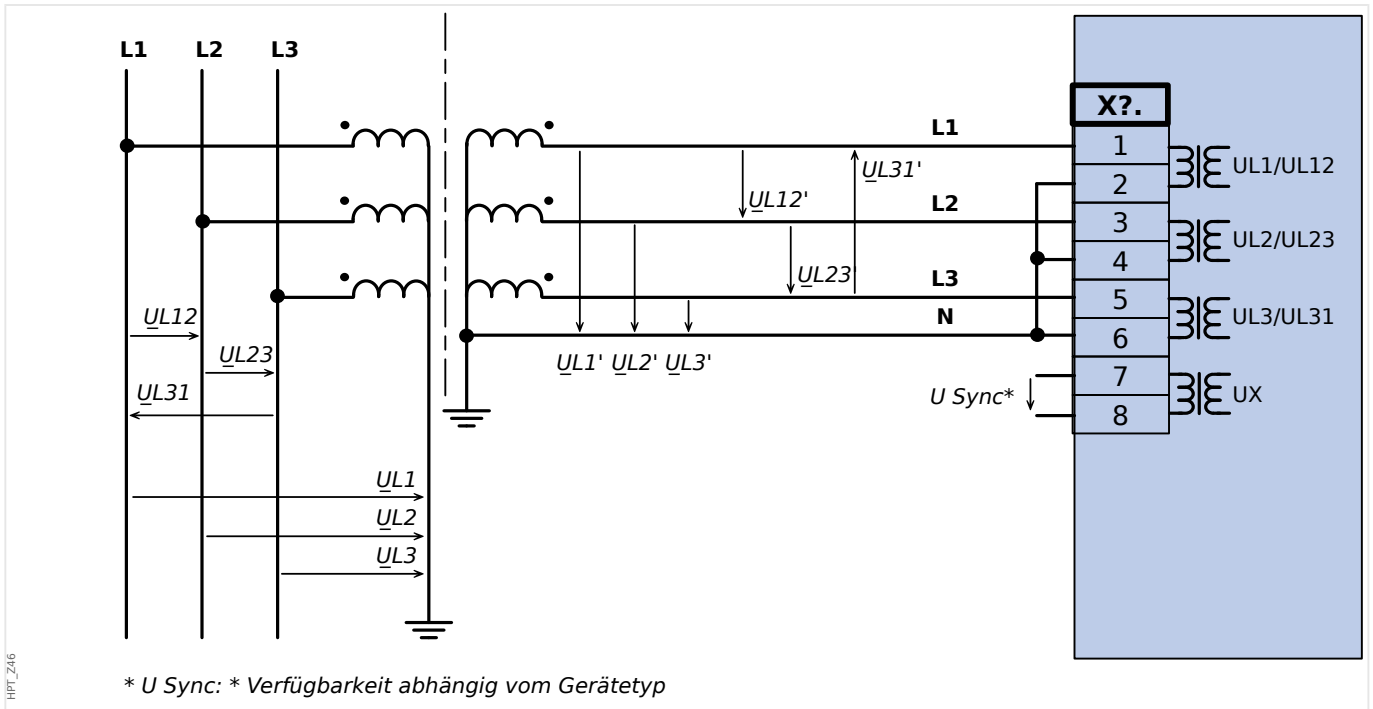 L1 L2 L3
X?.
L1
1
UL31'
UL1/UL12
2
UL12'
L2
3
UL2/UL23
4
UL23'
L3
5
UL12
N
UL3/UL31
6
UL23
UL1' UL2' UL3'
7
UL31
U Sync*
UX
8
UL1
UL2
UL3
HPT_Z46
* U Sync: * Verfügbarkeit abhängig vom Gerätetyp